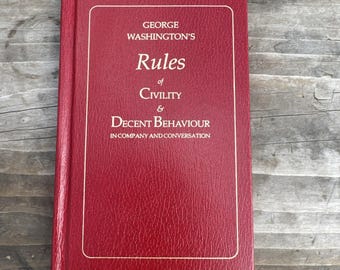 GEORGE
WASHINGTON'S
Rules
of
CIVILITY
&
DECENT BEHAVIOUR
IN COMPANY AND CONVERSATION